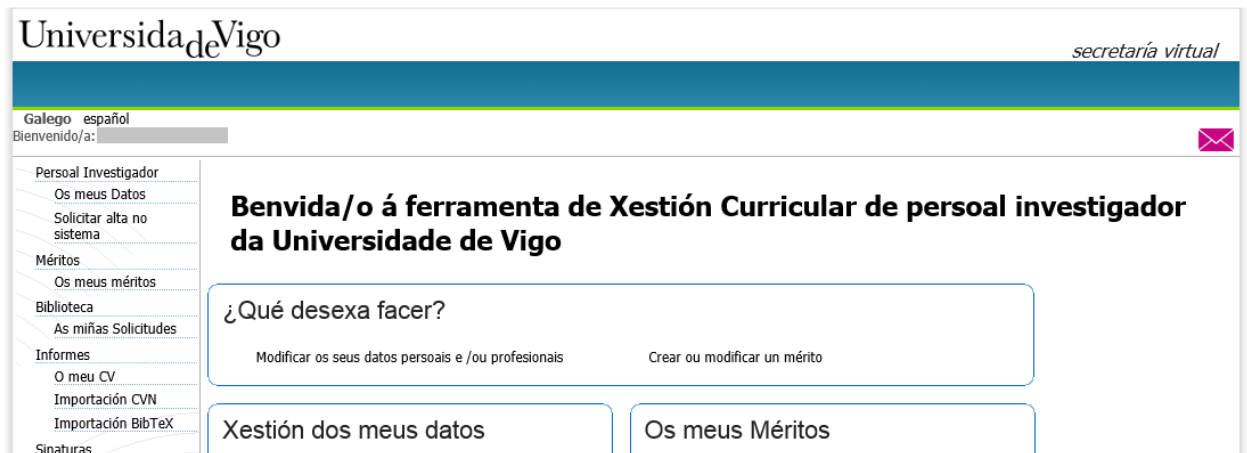 Universidade Vigo
secretaría virtual
Galego español
Bienvenido/a:
Persoal Investigador
Os meus Datos
Solicitar alta no
sistema
Méritos
Os meus méritos
Biblioteca
As miñas Solicitudes
Informes
O meu CV
Importación CVN
Importación BibTeX
Sinaturas
Benvida/o á ferramenta de Xestión Curricular de persoal investigador
da Universidade de Vigo
¿Qué desexa facer?
Modificar os seus datos persoais e /ou profesionais
Crear ou modificar un mérito
Xestión dos meus datos
Os meus Méritos